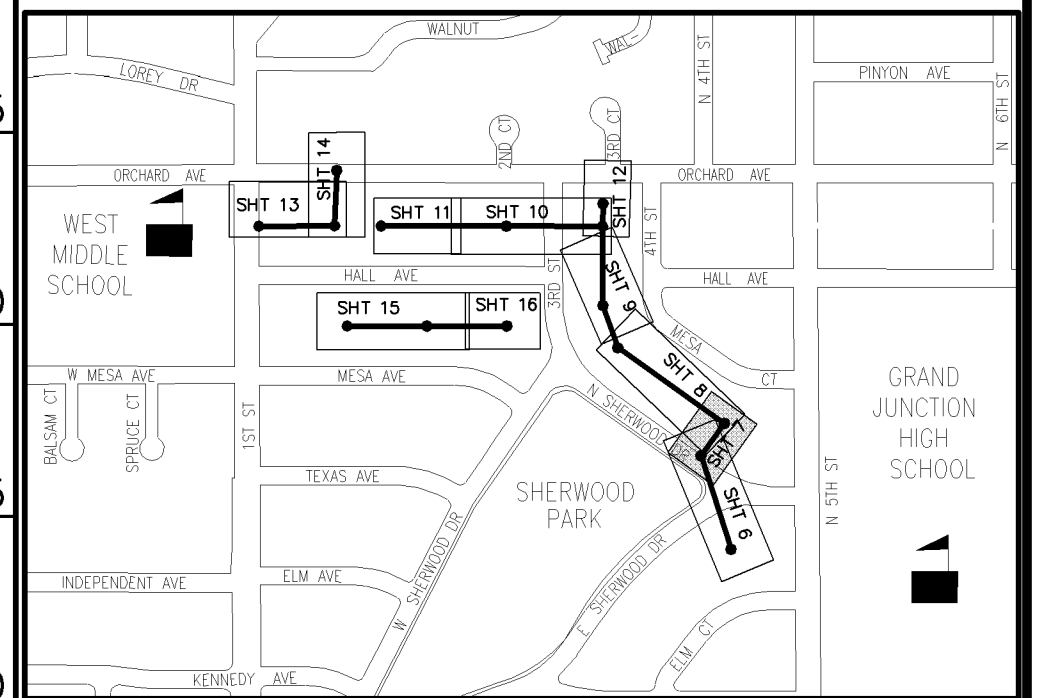 WALNUT
WAL-
LOREY DR
N 4TH ST
PINYON AVE
N 6TH ST
2ND CT
3RD CT
ORCHARD AVE
SHT 14
SHT 12
ORCHARD AVE
SHT 13
SHT 11
SHT 10
4TH ST
WEST
MIDDLE
SCHOOL
HALL AVE
3RD ST
SHT 9
HALL AVE
SHT 15
SHT 16
MESA
CT
W MESA AVE
MESA AVE
SHT 8
GRAND
JUNCTION
HIGH
SCHOOL
BALSAM CT
SPRUCE CT
1ST ST
N SHERWOOD
SHT 7
TEXAS AVE
SHERWOOD
PARK
SHT 6
N 5TH ST
W SHERWOOD DR
E SHERWOOD DR
INDEPENDENT AVE
ELM AVE
ELM CT
KENNEDY AVE